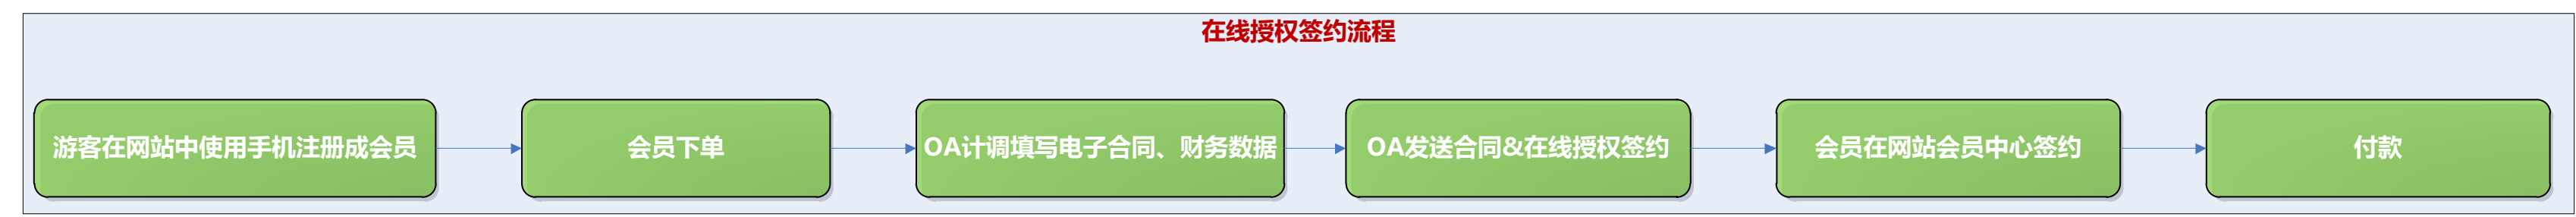 在线授权签约流程
游客在网站中使用手机注册成会员
会员下单
OA计调填写电子合同、财务数据
OA发送合同&在线授权签约
会员在网站会员中心签约
付款